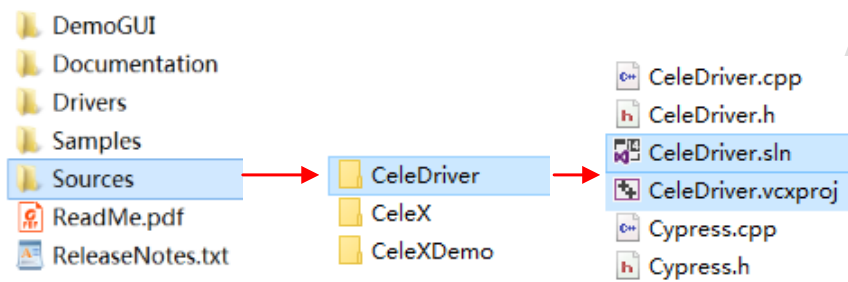 DemoGUI
Documentation
Drivers
Samples
Sources
ReadMe.pdf
ReleaseNotes.txt
CeleDriver
CeleX
CeleXDemo
CeleDriver.cpp
CeleDriver.h
CeleDriver.sln
CeleDriver.vcxproj
Cypress.cpp
Cypress.h